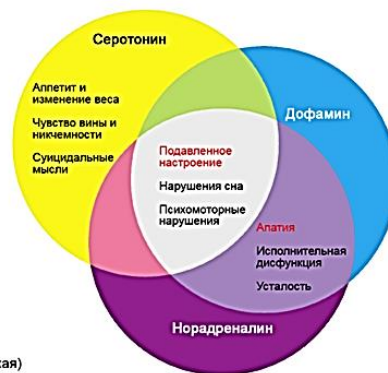 Серотонин
Аппетит и
изменение веса
Чувство вины и
никчемности
Суицидальные
мысли
Дофамин
Подавленное
настроение
Нарушения сна
Психомоторные
нарушения
Апатия
Исполнительная
дисфункция
Усталость
Норадреналин
кая)